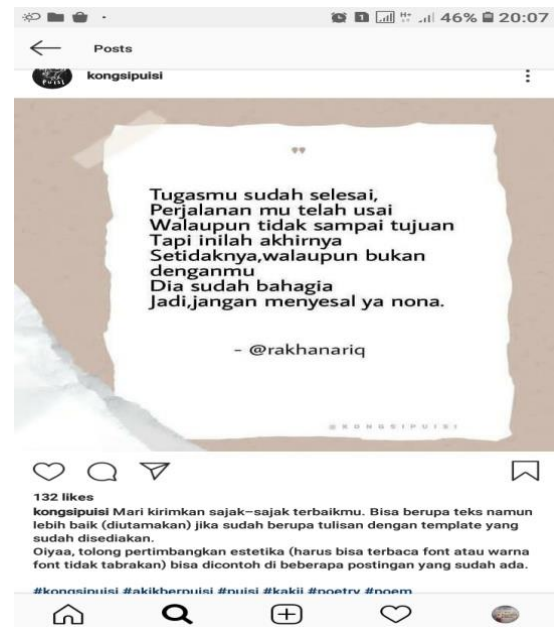 46% 20:07
Posts
kongsipuisi
Tugasmu sudah selesai,
Perjalanan mu telah usai
Walaupun tidak sampai tujuan
Tapi inilah akhirnya
Setidaknya,walaupun bukan
denganmu
Dia sudah bahagia
Jadi,jangan menyesal ya nona.
- @rakhanariq
@KONGSIPUISI
132 likes
kongsipuisi Mari kirimkan sajak-sajak terbaikmu. Bisa berupa teks namun
lebih baik (diutamakan) jika sudah berupa tulisan dengan template yang
sudah disediakan.
Oiyaa, tolong pertimbangkan estetika (harus bisa terbaca font atau warna
font tidak tabrakan) bisa dicontoh di beberapa postingan yang sudah ada.
#kongsipuisi #akikberpuisi #puisi #kakii #poetry #poem